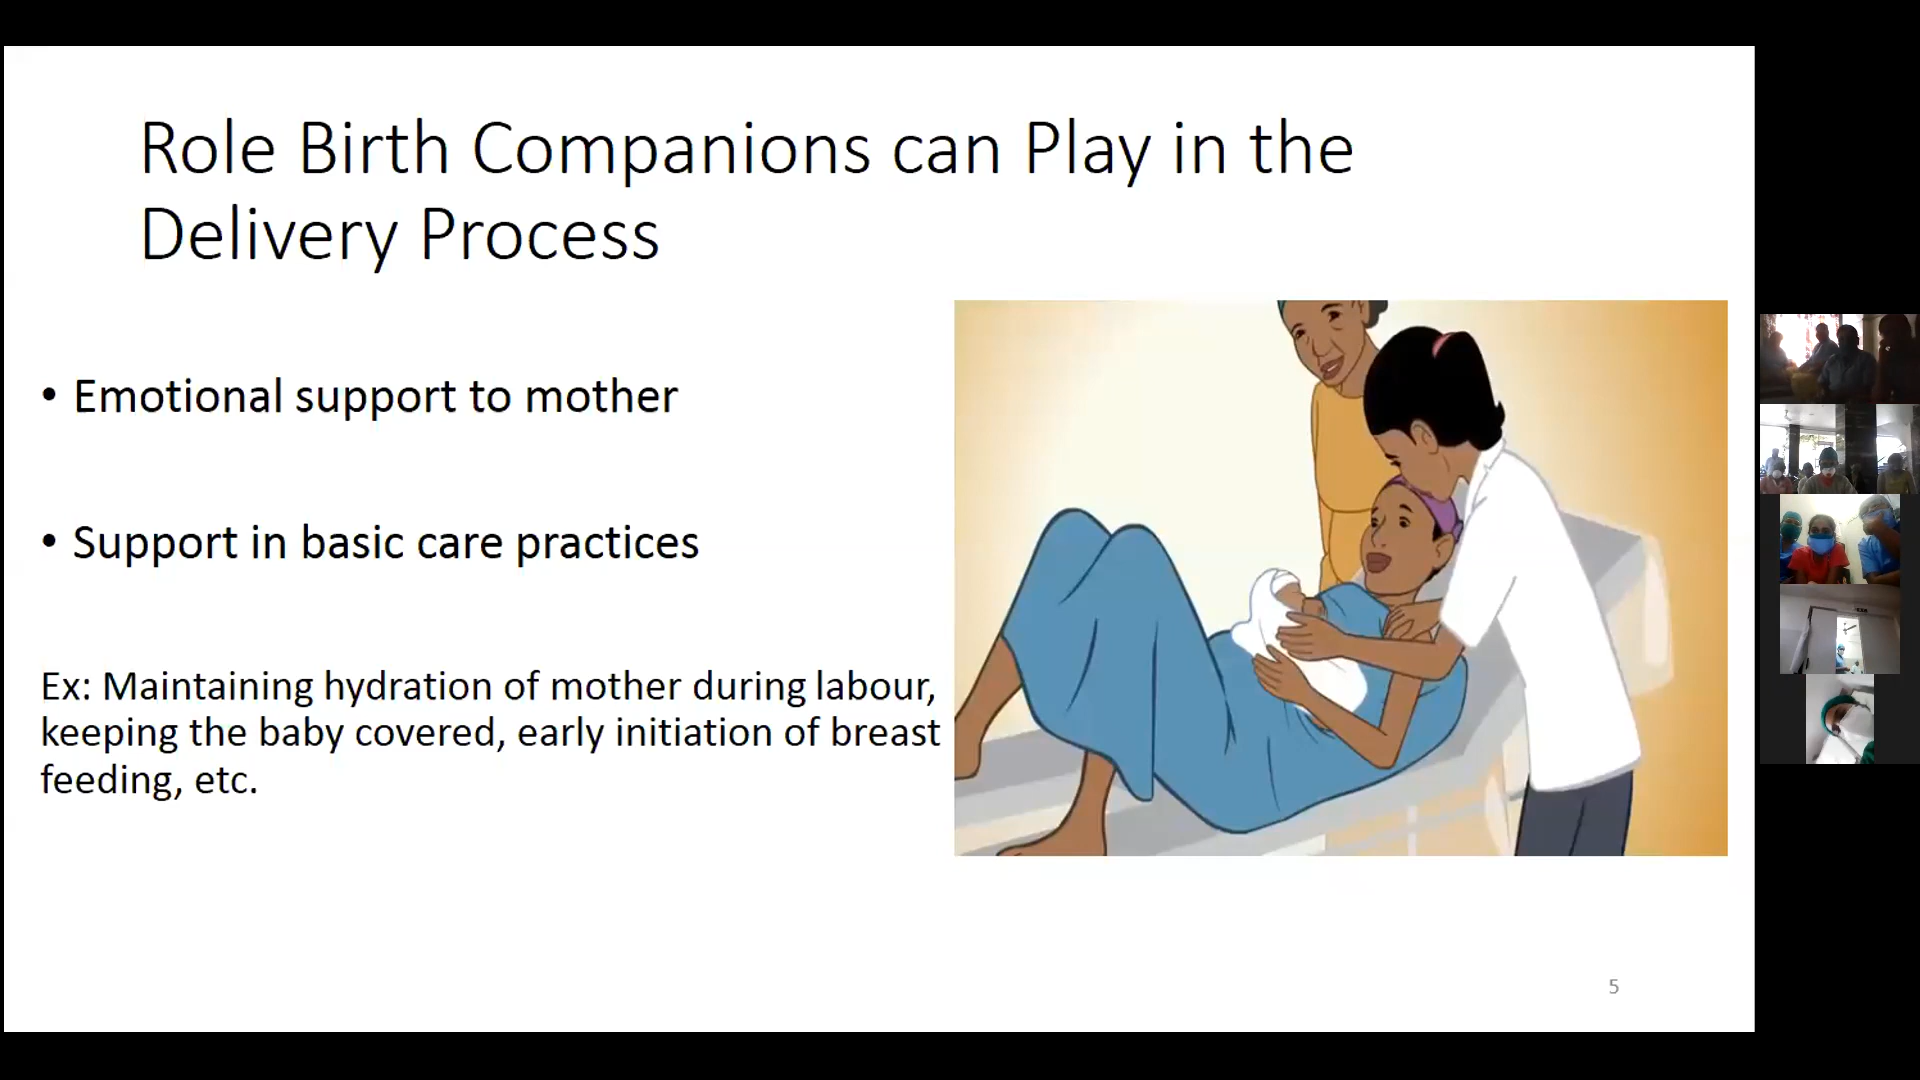 Role Birth Companions can Play in the
Delivery Process
• Emotional support to mother
• Support in basic care practices
Ex: Maintaining hydration of mother during labour,
keeping the baby covered, early initiation of breast
feeding, etc.
5